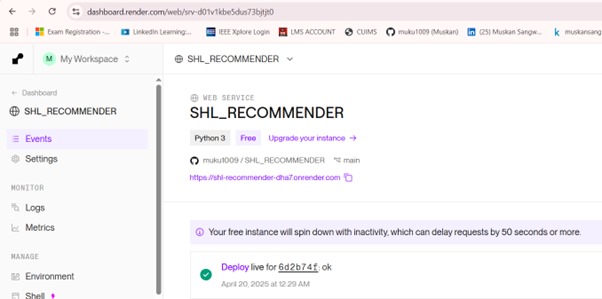 dashboard.render.com/web/srv-d01v1kbe5dus73bjtjt0
Exam Registration -... LinkedIn Learning:... IEEE Xplore Login LMS ACCOUNT CUIMS muku1009 (Muskan) (25) Muskan Sangw... muskansang
M My Workspace SHL_RECOMMENDER
← Dashboard
SHL_RECOMMENDER
Events
Settings
MONITOR
Logs
Metrics
MANAGE
Environment
Shell
WEB SERVICE
SHL_RECOMMENDER
Python 3 Free Upgrade your instance →
muku1009 / SHL_RECOMMENDER main
https://shl-recommender-dha7.onrender.com
Your free instance will spin down with inactivity, which can delay requests by 50 seconds or more.
Deploy live for 6d2b74f: ok
April 20, 2025 at 12:29 AM